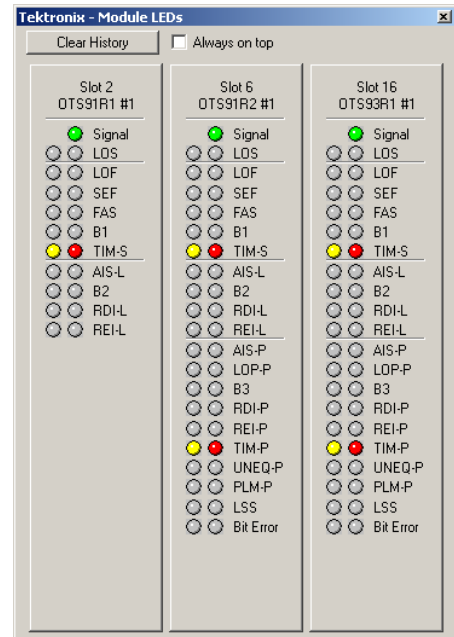 Tektronix - Module LEDs
Clear History
Always on top
Slot 2
OTS91R1 #1
Signal
LOS
LOF
SEF
FAS
B1
TIM-S
AIS-L
B2
RDI-L
REI-L
Slot 6
OTS91R2 #1
Signal
LOS
LOF
SEF
FAS
B1
TIM-S
AIS-L
B2
RDI-L
REI-L
AIS-P
LOP-P
B3
RDI-P
REI-P
TIM-P
UNEQ-P
PLM-P
LSS
Bit Error
Slot 16
OTS93R1 #1
Signal
LOS
LOF
SEF
FAS
B1
TIM-S
AIS-L
B2
RDI-L
REI-L
AIS-P
LOP-P
B3
RDI-P
REI-P
TIM-P
UNEQ-P
PLM-P
LSS
Bit Error